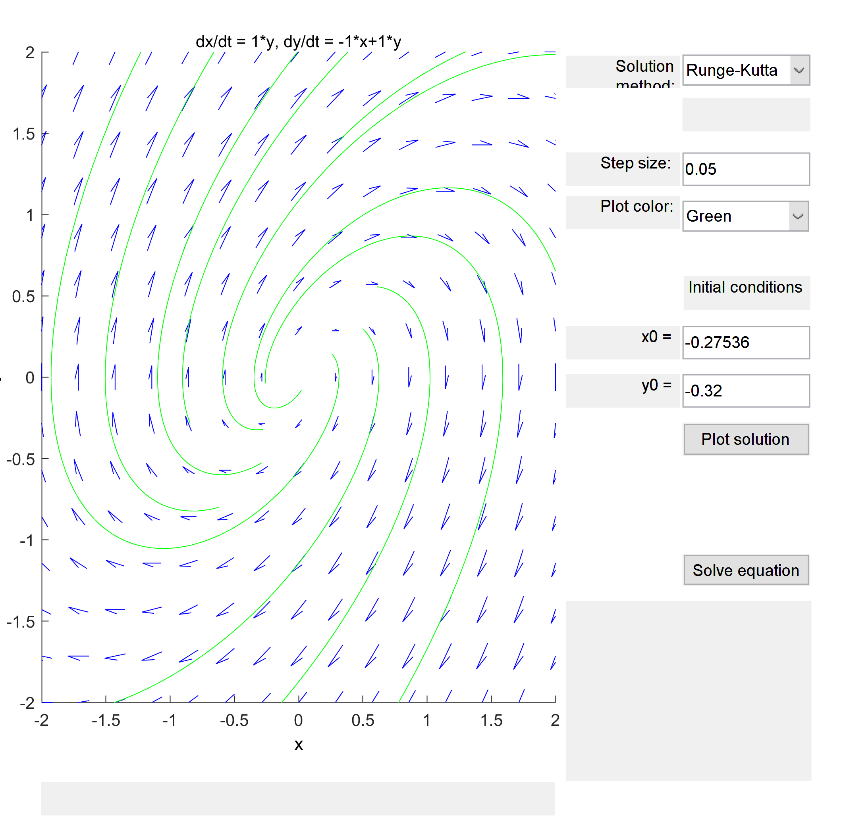 dx/dt = 1*y, dy/dt = -1*x+1*y
2
1.5
1
0.5
0
-0.5
-1
-1.5
-2
-2 -1.5 -1 -0.5 0 0.5 1 1.5 2
x
Solution
method:
Runge-Kutta
Step size:
0.05
Plot color:
Green
Initial conditions
x0 =
-0.27536
y0 =
-0.32
Plot solution
Solve equation